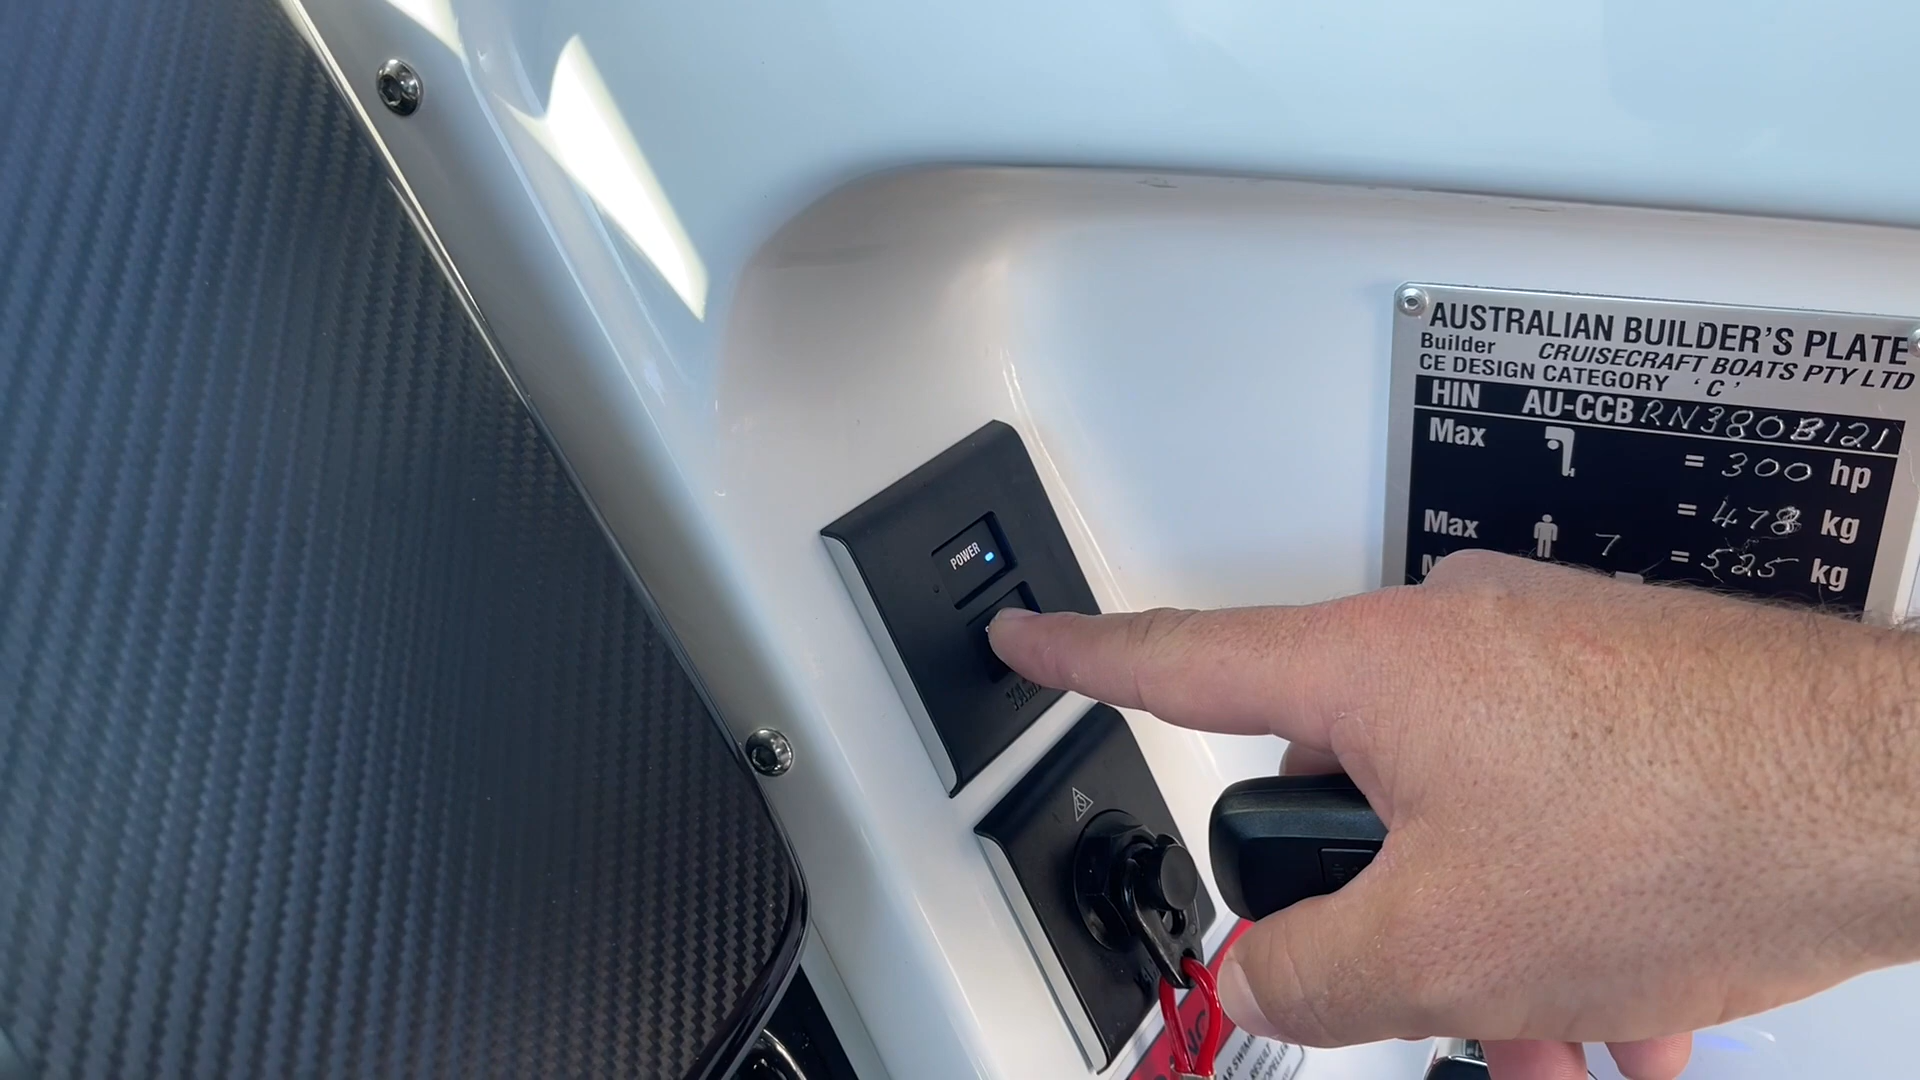 AUSTRALIAN BUILDER'S PLATE
Builder CRUISECRAFT BOATS PTY LTD
CE DESIGN CATEGORY 'C'
HIN AU-CCB RN380B121
Max = 300 hp
= 478 kg
Max 7 = 525 kg
POWER
RESULT